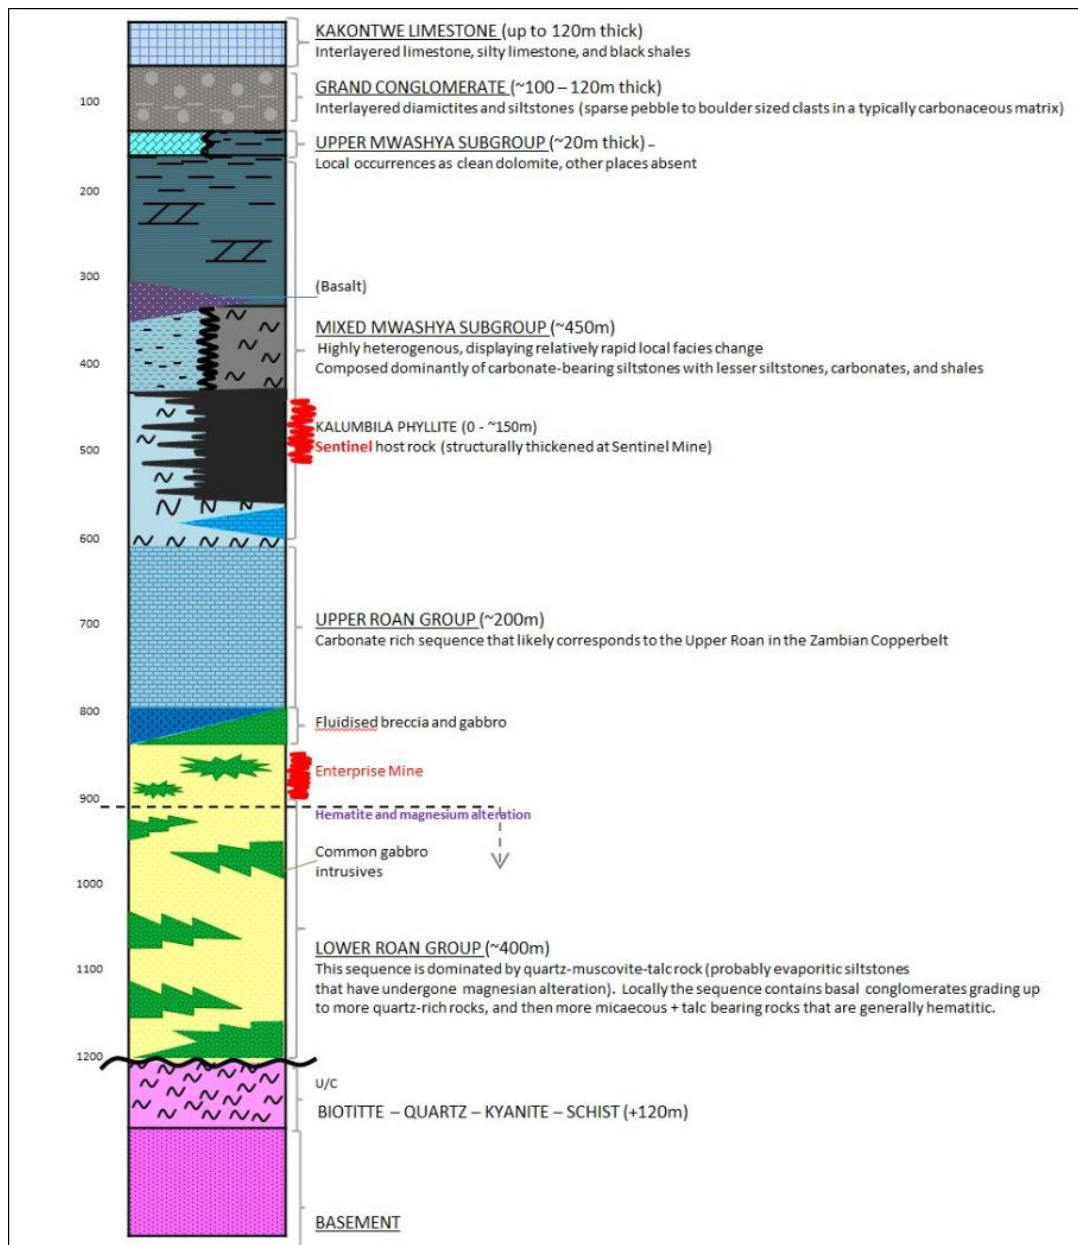 KAKONTWE LIMESTONE (up to 120m thick)
Interlayered limestone, silty limestone, and black shales
GRAND CONGLOMERATE (~100 – 120m thick)
100
Interlayered diamictites and siltstones (sparse pebble to boulder sized clasts in a typically carbonaceous matrix)
UPPER MWASHYA SUBGROUP (~20m thick) –
Local occurrences as clean dolomite, other places absent
200
300
(Basalt)
MIXED MWASHYA SUBGROUP (~450m)
Highly heterogenous, displaying relatively rapid local facies change
400
Composed dominantly of carbonate-bearing siltstones with lesser siltstones, carbonates, and shales
KALUMBILA PHYLLITE (0 - ~150m)
500
Sentinel host rock (structurally thickened at Sentinel Mine)
600
UPPER ROAN GROUP (~200m)
700
Carbonate rich sequence that likely corresponds to the Upper Roan in the Zambian Copperbelt
800
Fluidised breccia and gabbro
Enterprise Mine
900
Hematite and magnesium alteration
Common gabbro
intrusives
1000
LOWER ROAN GROUP (~400m)
1100
This sequence is dominated by quartz-muscovite-talc rock (probably evaporitic siltstones
that have undergone magnesian alteration). Locally the sequence contains basal conglomerates grading up
to more quartz-rich rocks, and then more micaecous + talc bearing rocks that are generally hematitic.
1200
U/C
BIOTITTE – QUARTZ – KYANITE – SCHIST (+120m)
BASEMENT